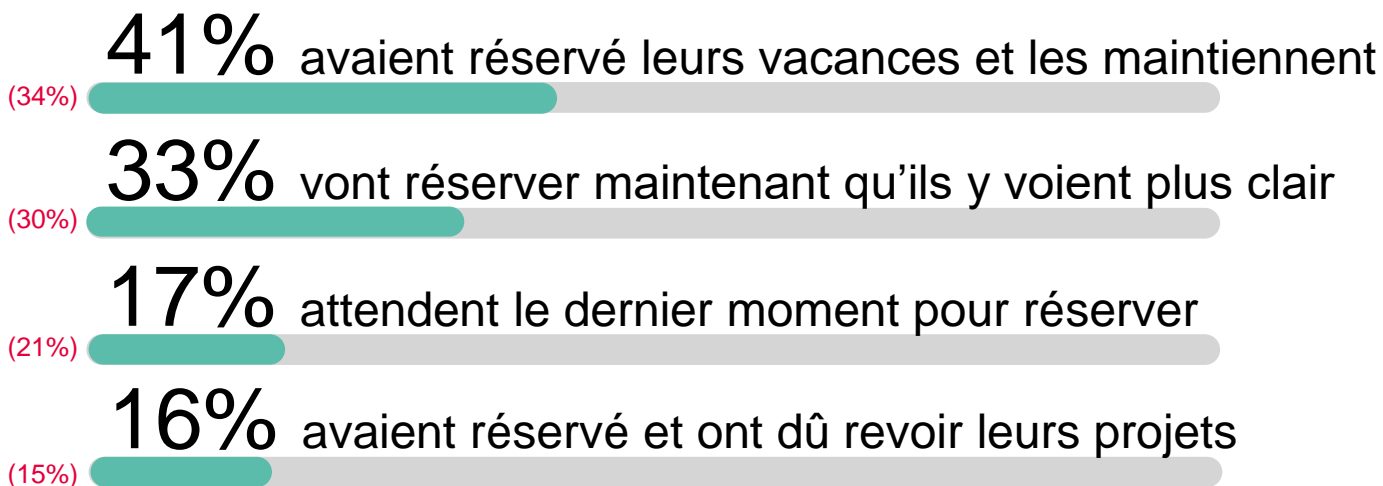 41% avaient réservé leurs vacances et les maintiennent
(34%)
33% vont réserver maintenant qu’ils y voient plus clair
(30%)
17% attendent le dernier moment pour réserver
(21%)
16% avaient réservé et ont dû revoir leurs projets
(15%)